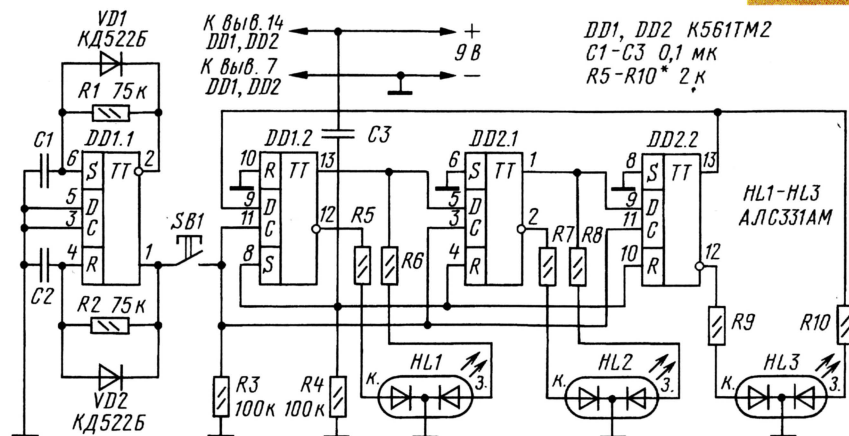 VD1
КД522Б
R1 75к
C1
DD1.1
6 S TT 2
5 D
3 C
4 R 1
C2
R2 75к
VD2
КД522Б
SB1
К выв. 14
DD1, DD2
К выв. 7
DD1, DD2
+
9 В
−
C3
DD1, DD2 К561ТМ2
C1–C3 0,1 мк
R5–R10* 2 к
DD1.2
10 R TT 13
9 D
11 C 12
8 S
R5
R6
R3
100к
R4
100к
К. HL1 З.
DD2.1
6 S TT 1
5 D
3 C 2
4 R
R7
R8
К. HL2 З.
DD2.2
8 S TT 13
9 D
11 C
10 R 12
HL1–HL3
АЛС331АМ
R9
R10
К. HL3 З.